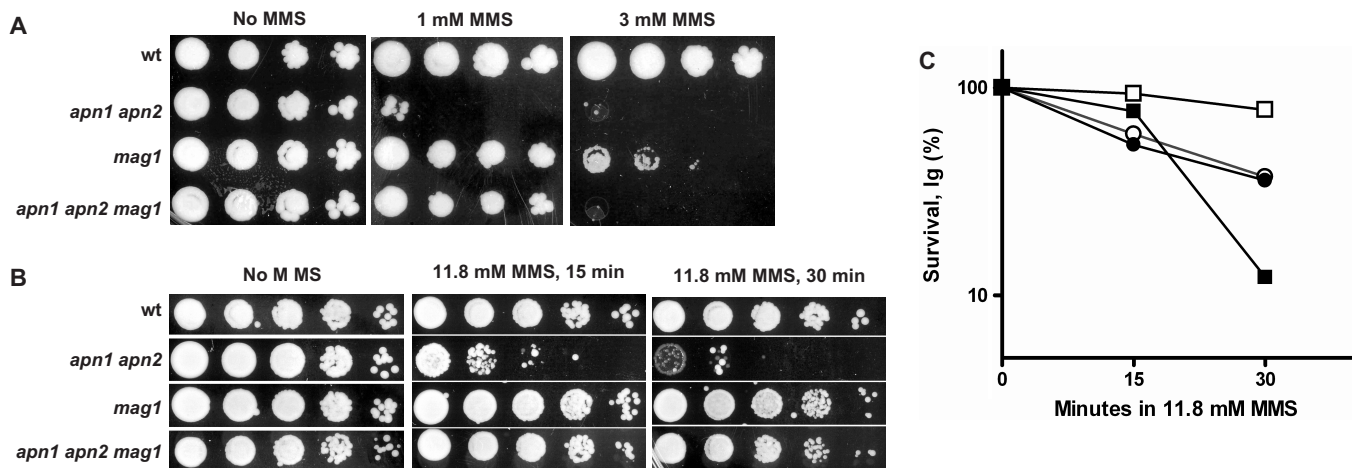 A
No MMS
1 mM MMS
3 mM MMS
wt
apn1 apn2
mag1
apn1 apn2 mag1
B
No M MS
11.8 mM MMS, 15 min
11.8 mM MMS, 30 min
wt
apn1 apn2
mag1
apn1 apn2 mag1
C
Survival, lg (%)
100
10
0
15
30
Minutes in 11.8 mM MMS